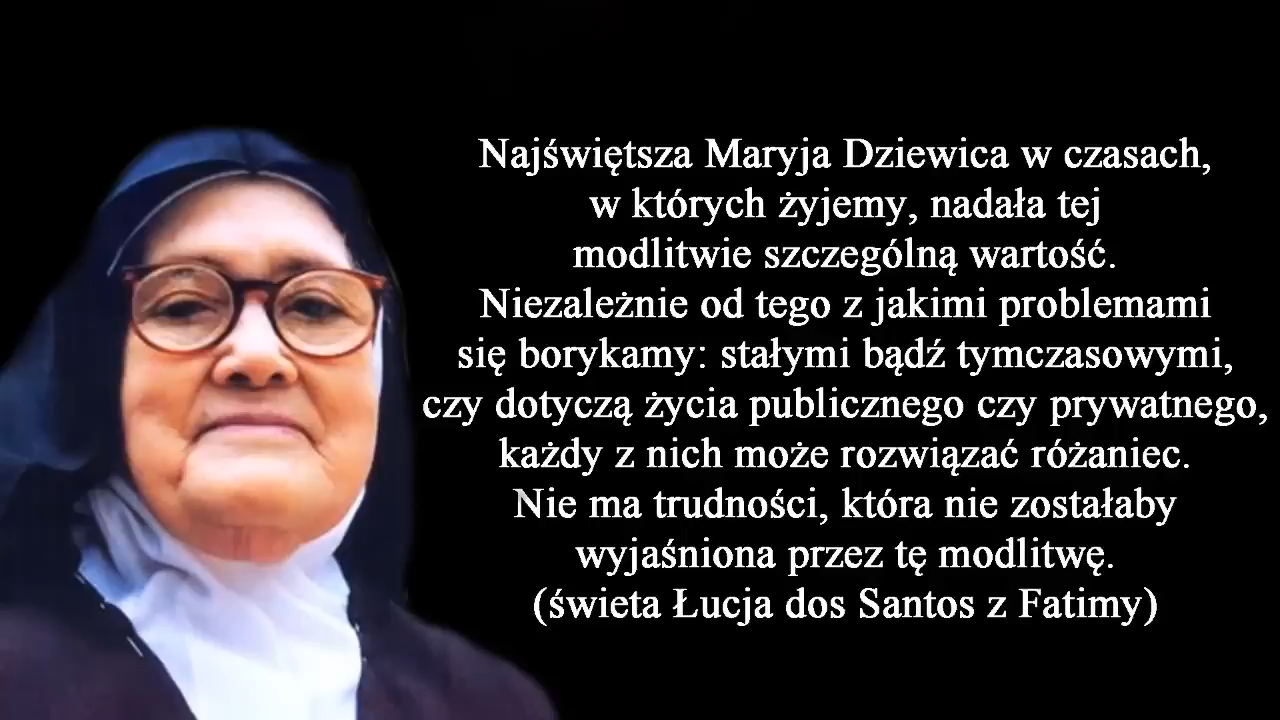 Najświętsza Maryja Dziewica w czasach,
w których żyjemy, nadała tej
modlitwie szczególną wartość.
Niezależnie od tego z jakimi problemami
się borykamy: stałymi bądź tymczasowymi,
czy dotyczą życia publicznego czy prywatnego,
każdy z nich może rozwiązać różaniec.
Nie ma trudności, która nie zostałaby
wyjaśniona przez tę modlitwę.
(świeta Łucja dos Santos z Fatimy)